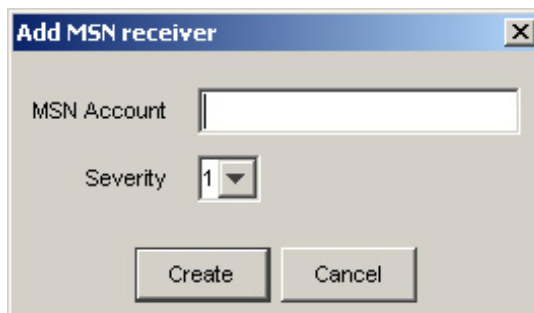 Add MSN receiver
MSN Account
Severity 1
Create Cancel